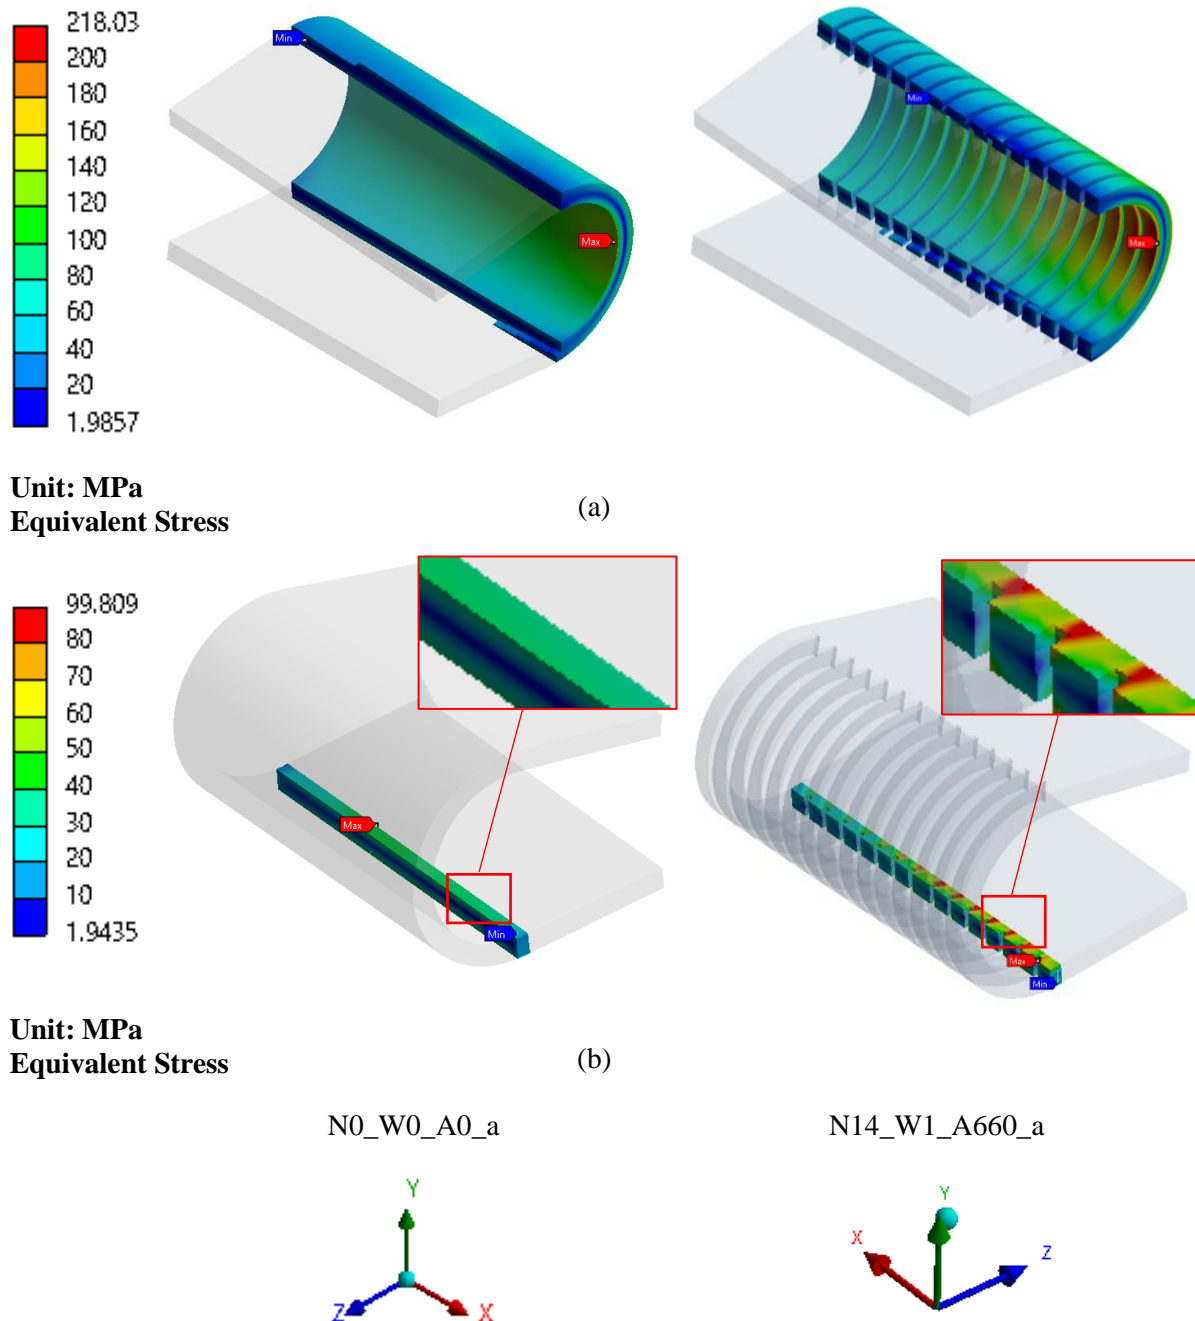 218.03
200
180
160
140
120
100
80
60
40
20
1.9857
Min
Max
Min
Max
Unit: MPa
Equivalent Stress
(a)
99.809
80
70
60
50
40
30
20
10
1.9435
Max
Min
Max
Min
Unit: MPa
Equivalent Stress
(b)
N0_W0_A0_a
N14_W1_A660_a
Y
Z
X
Y
X
Z